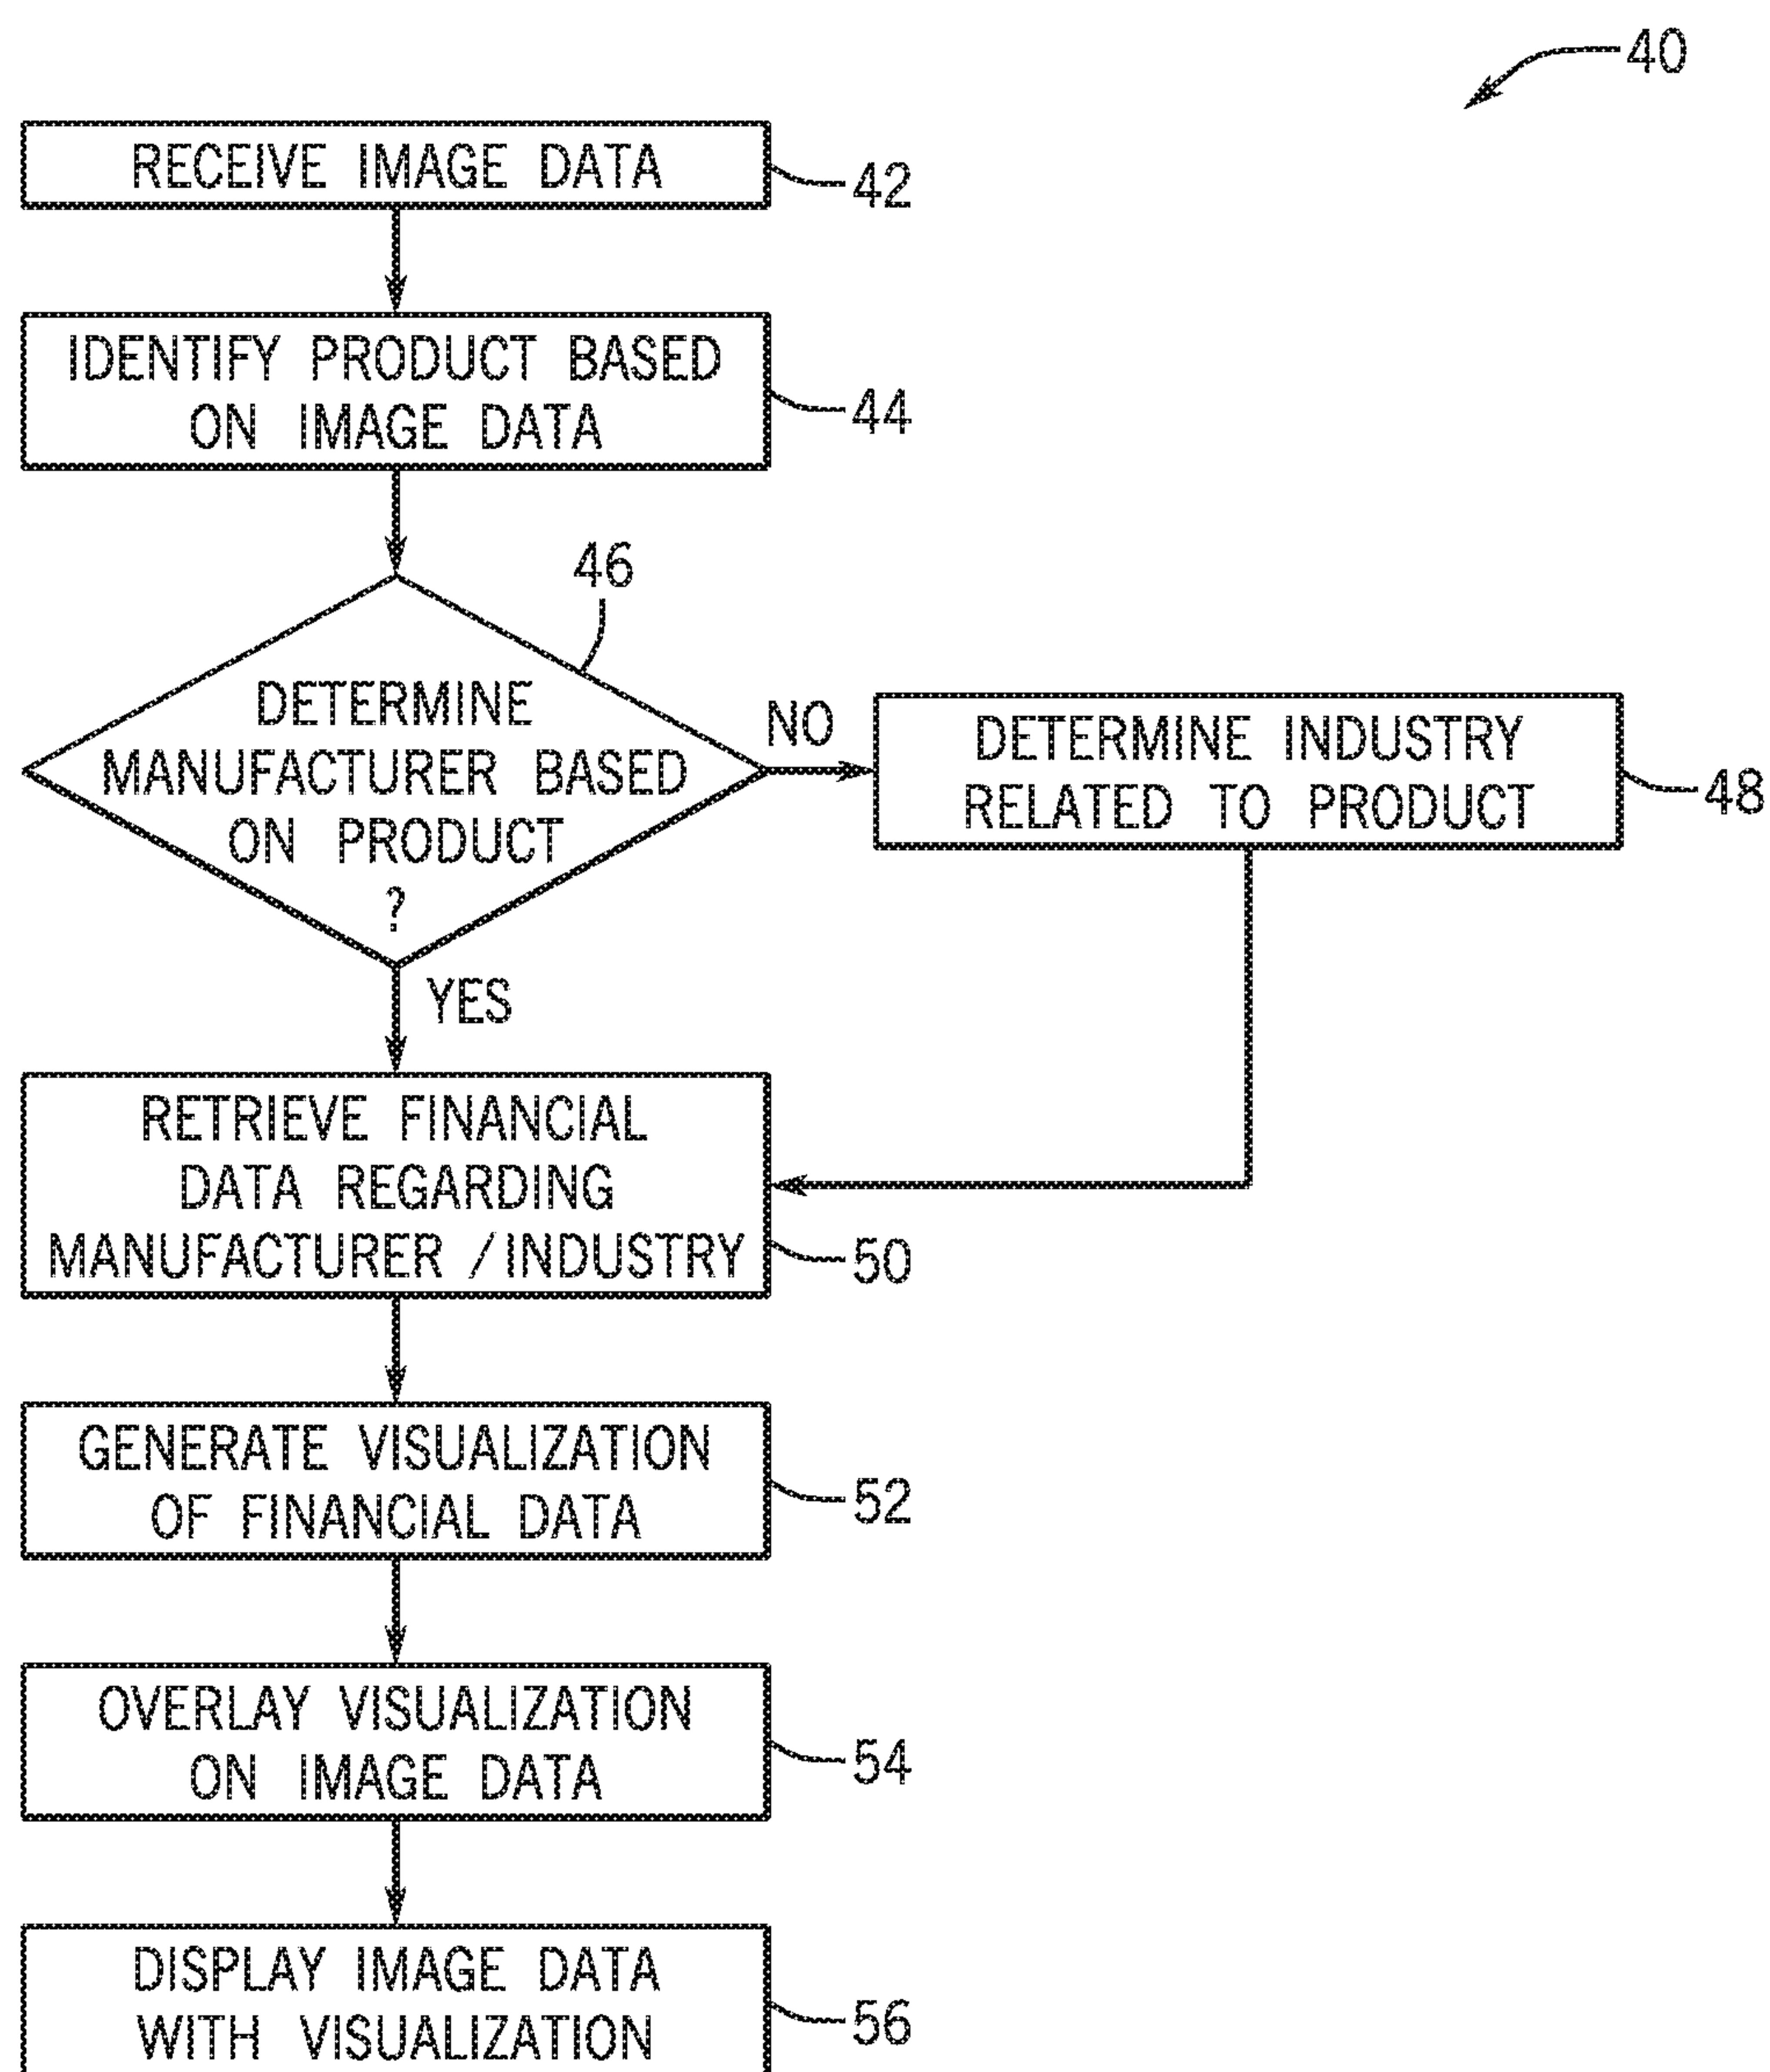 40
RECEIVE IMAGE DATA
42
IDENTIFY PRODUCT BASED
ON IMAGE DATA
44
46
DETERMINE
MANUFACTURER BASED
ON PRODUCT
?
NO
DETERMINE INDUSTRY
RELATED TO PRODUCT
48
YES
RETRIEVE FINANCIAL
DATA REGARDING
MANUFACTURER /INDUSTRY
50
GENERATE VISUALIZATION
OF FINANCIAL DATA
52
OVERLAY VISUALIZATION
ON IMAGE DATA
54
DISPLAY IMAGE DATA
WITH VISUALIZATION
56